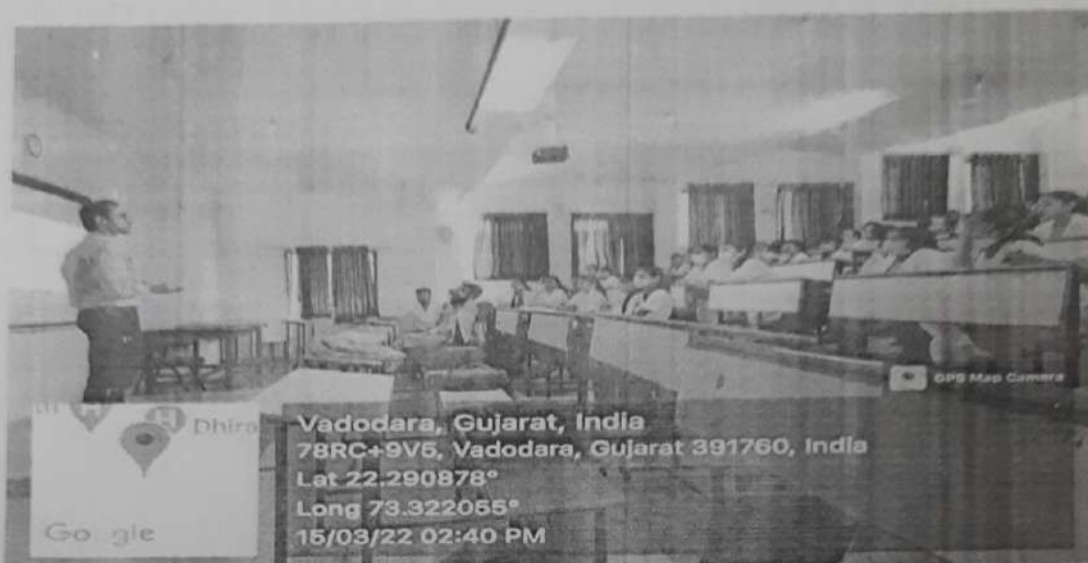 GPS Map Camera
Dhira
Google
Vadodara, Gujarat, India
78RC+9V5, Vadodara, Gujarat 391760, India
Lat 22.290878°
Long 73.322055°
15/03/22 02:40 PM